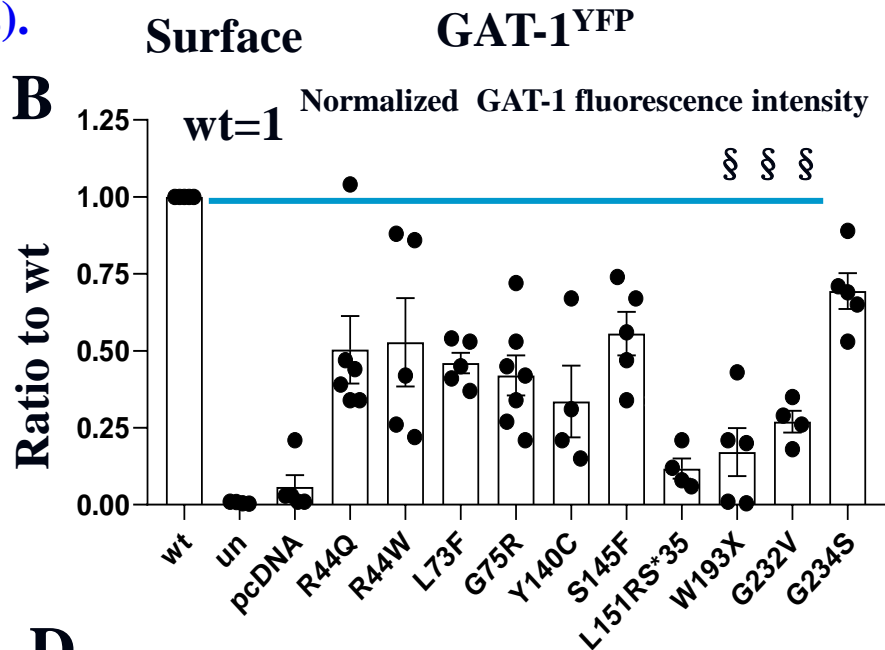 ).
Surface GAT-1YFP
B
Normalized GAT-1 fluorescence intensity
wt=1
§ § §
Ratio to wt
1.25
1.00
0.75
0.50
0.25
0.00
wt un pcDNA R44Q R44W L73F G75R Y140C S145F L151RS*35 W193X G232V G234S